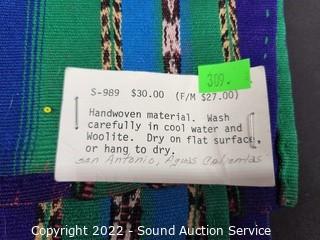 309.
S-989 $30.00 (F/M $27.00)
Handwoven material. Wash
carefully in cool water and
Woolite. Dry on flat surface,
or hang to dry.
San Antonio, Aguas Calientas
Copyright 2022 - Sound Auction Service